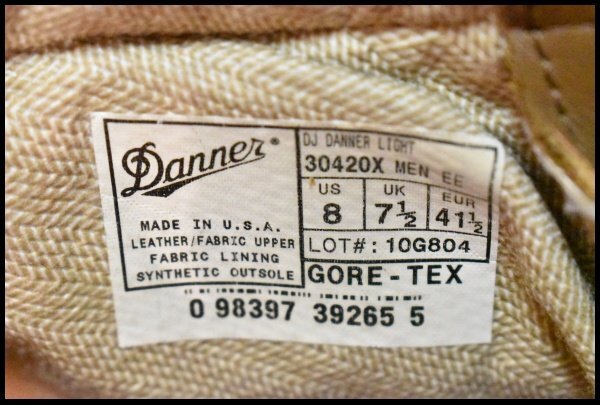 Danner®
MADE IN U.S.A.
LEATHER/FABRIC UPPER
FABRIC LINING
SYNTHETIC OUTSOLE
DJ DANNER LIGHT
30420X MEN EE
US UK EUR
8 7½ 41½
LOT#: 10G804
GORE-TEX
0 98397 39265 5